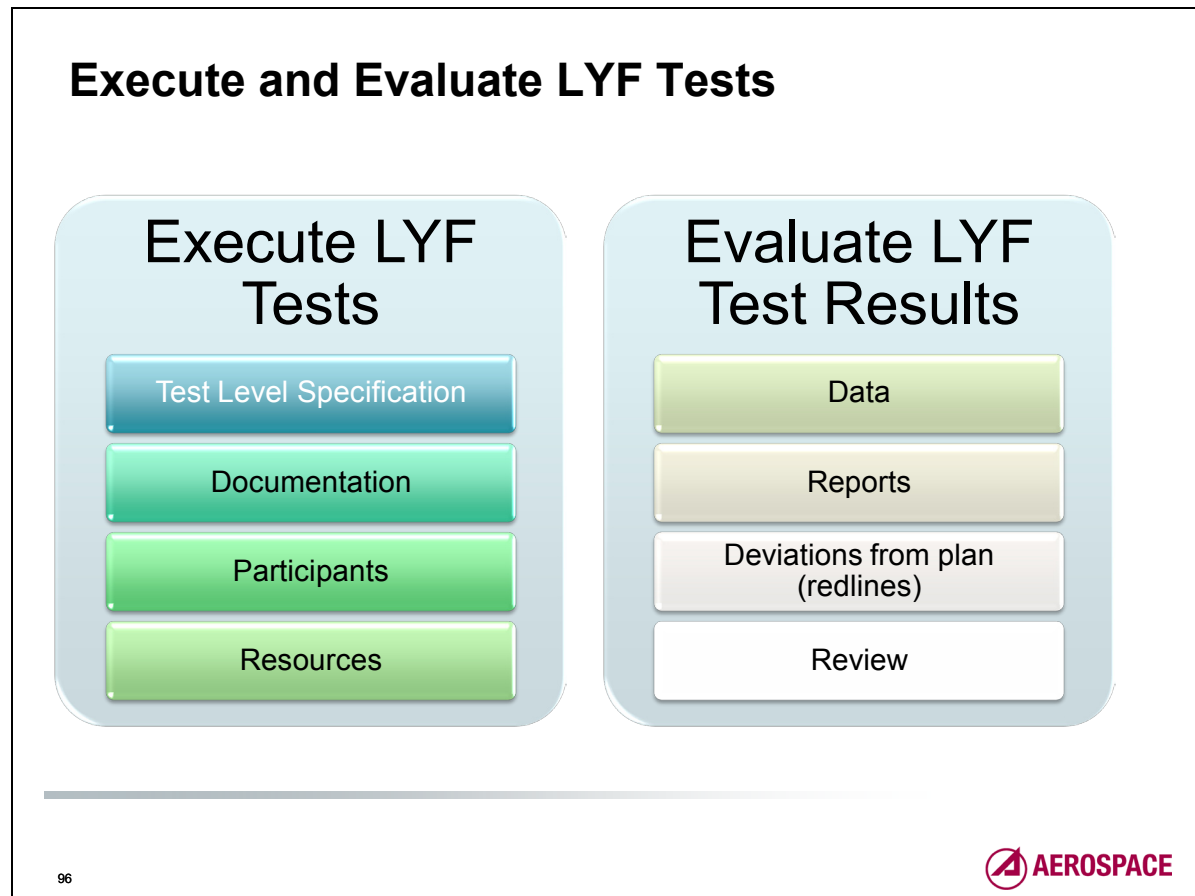 Execute and Evaluate LYF Tests
Execute LYF
Tests
Test Level Specification
Documentation
Participants
Resources
Evaluate LYF
Test Results
Data
Reports
Deviations from plan
(redlines)
Review
96
AEROSPACE